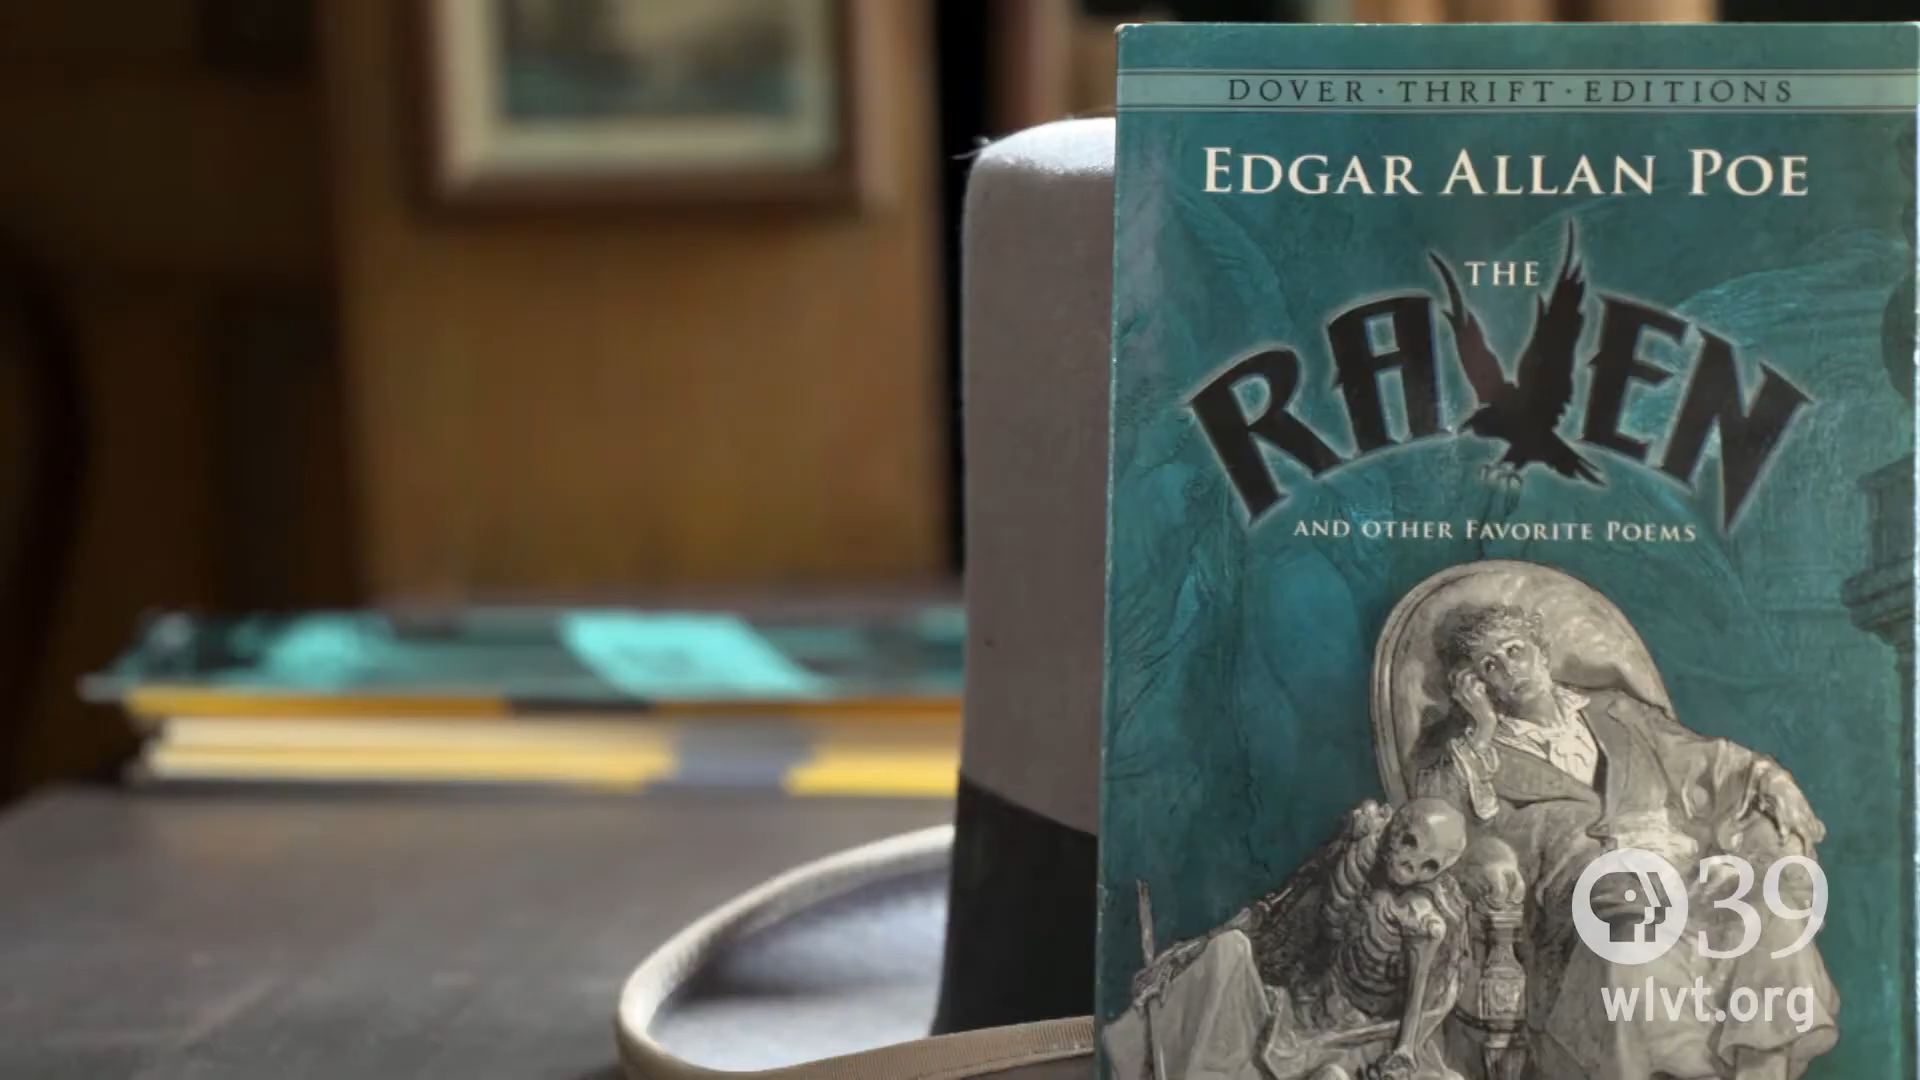 DOVER · THRIFT · EDITIONS
EDGAR ALLAN POE
THE
RAVEN
AND OTHER FAVORITE POEMS
39
wlvt.org